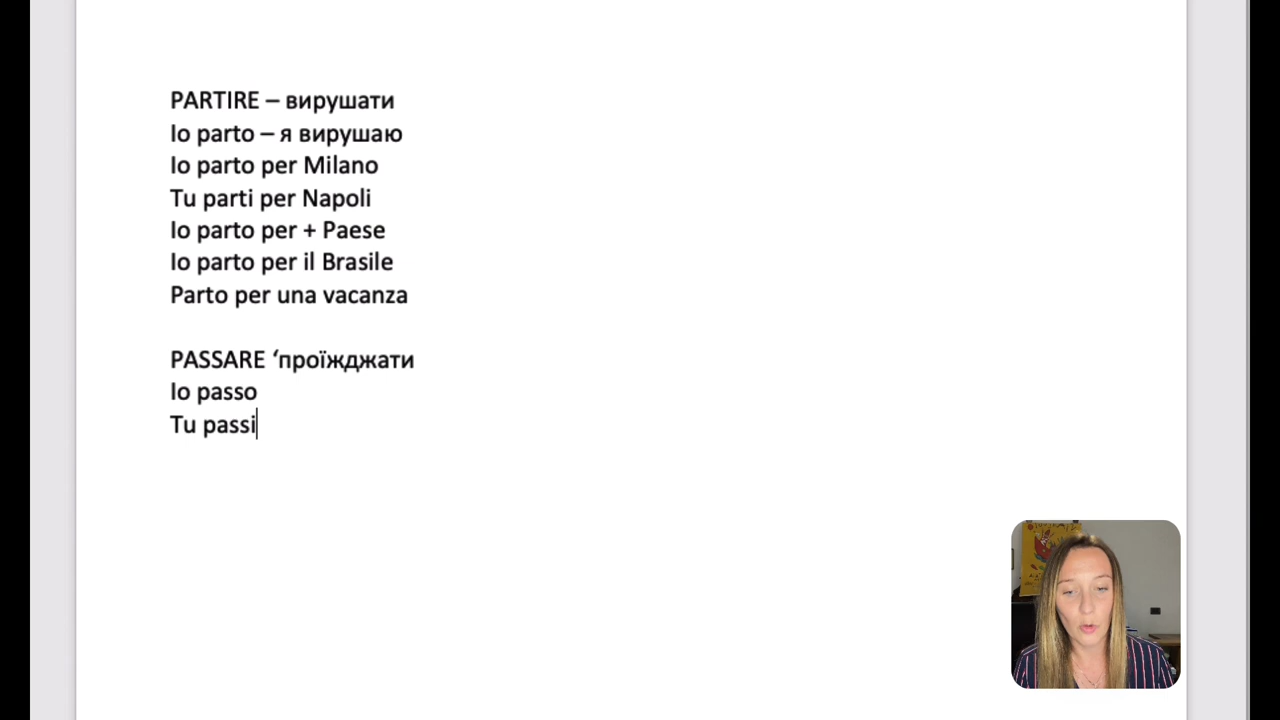 PARTIRE – вирушати
Io parto – я вирушаю
Io parto per Milano
Tu parti per Napoli
Io parto per + Paese
Io parto per il Brasile
Parto per una vacanza
PASSARE ‘проїжджати
Io passo
Tu passi